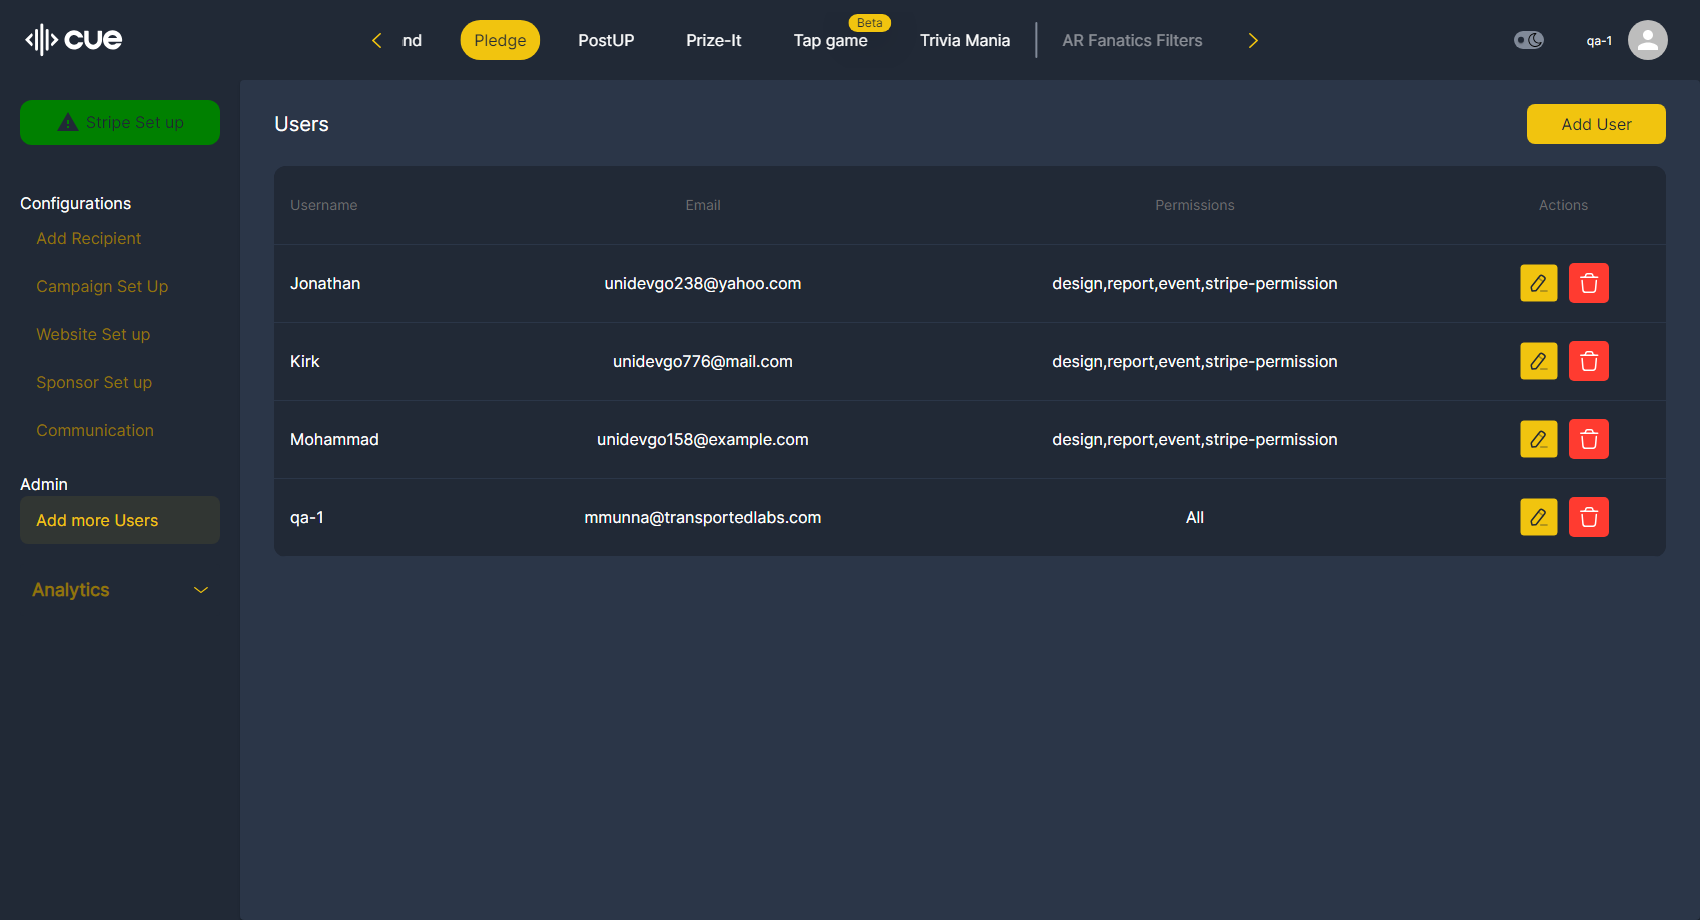 cue
nd
Pledge
PostUP
Prize-It
Tap game
Beta
Trivia Mania
AR Fanatics Filters
qa-1
Stripe Set up
Configurations
Add Recipient
Campaign Set Up
Website Set up
Sponsor Set up
Communication
Admin
Add more Users
Analytics
Users
Add User
Username Email Permissions Actions
Jonathan unidevgo238@yahoo.com design,report,event,stripe-permission
Kirk unidevgo776@mail.com design,report,event,stripe-permission
Mohammad unidevgo158@example.com design,report,event,stripe-permission
qa-1 mmunna@transportedlabs.com All